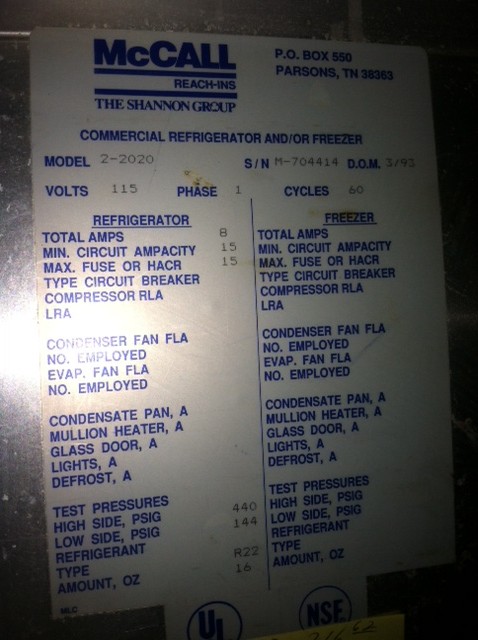 McCALL
REACH-INS
THE SHANNON GROUP
P.O. BOX 550
PARSONS, TN 38363
COMMERCIAL REFRIGERATOR AND/OR FREEZER
MODEL 2-2020 S/N M-704414 D.O.M. 3/93
VOLTS 115 PHASE 1 CYCLES 60
REFRIGERATOR
TOTAL AMPS 8
MIN. CIRCUIT AMPACITY 15
MAX. FUSE OR HACR 15
TYPE CIRCUIT BREAKER
COMPRESSOR RLA
LRA
CONDENSER FAN FLA
NO. EMPLOYED
EVAP. FAN FLA
NO. EMPLOYED
CONDENSATE PAN, A
MULLION HEATER, A
GLASS DOOR, A
LIGHTS, A
DEFROST, A
TEST PRESSURES
HIGH SIDE, PSIG 440
LOW SIDE, PSIG 144
REFRIGERANT
TYPE R22
AMOUNT, OZ 16
FREEZER
TOTAL AMPS
MIN. CIRCUIT AMPACITY
MAX. FUSE OR HACR
TYPE CIRCUIT BREAKER
COMPRESSOR RLA
LRA
CONDENSER FAN FLA
NO. EMPLOYED
EVAP. FAN FLA
NO. EMPLOYED
CONDENSATE PAN, A
MULLION HEATER, A
GLASS DOOR, A
LIGHTS, A
DEFROST, A
TEST PRESSURES
HIGH SIDE, PSIG
LOW SIDE, PSIG
REFRIGERANT
TYPE
AMOUNT, OZ
MLC
UL
NSF